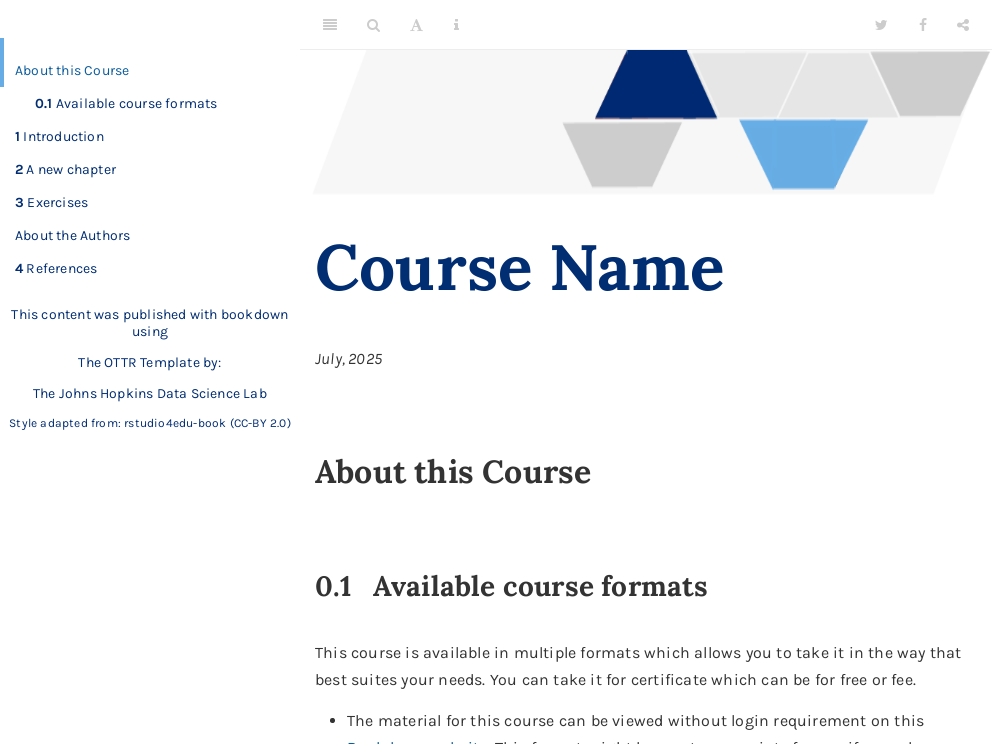 About this Course
0.1 Available course formats
1 Introduction
2 A new chapter
3 Exercises
About the Authors
4 References
This content was published with bookdown
using
The OTTR Template by:
The Johns Hopkins Data Science Lab
Style adapted from: rstudio4edu-book (CC-BY 2.0)
Course Name
July, 2025
About this Course
0.1 Available course formats
This course is available in multiple formats which allows you to take it in the way that
best suites your needs. You can take it for certificate which can be for free or fee.
• The material for this course can be viewed without login requirement on this